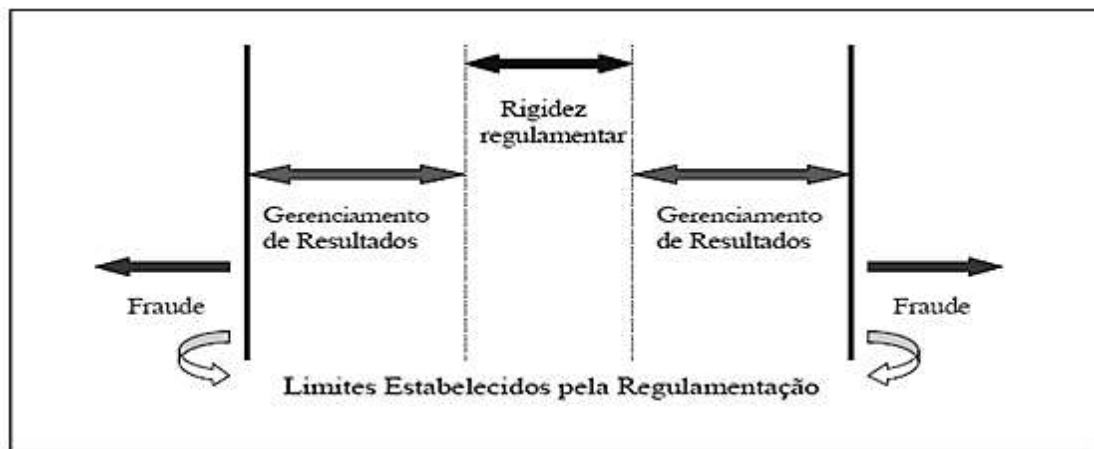 Rigidez
regulamentar
Gerenciamento
de Resultados
Gerenciamento
de Resultados
Fraude
Fraude
Limites Estabelecidos pela Regulamentação